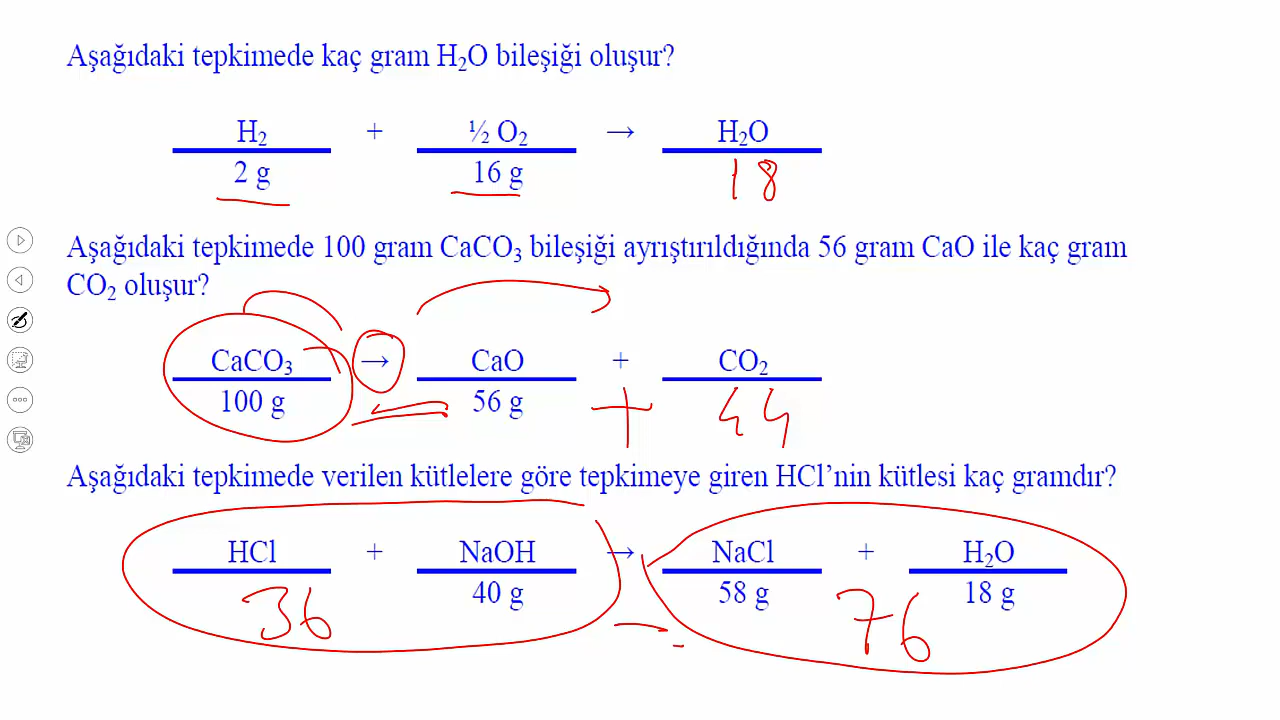 Aşağıdaki tepkimede kaç gram H₂O bileşiği oluşur?
H₂ + ½ O₂ → H₂O
2 g 16 g 18
Aşağıdaki tepkimede 100 gram CaCO₃ bileşiği ayrıştırıldığında 56 gram CaO ile kaç gram
CO₂ oluşur?
CaCO₃ → CaO + CO₂
100 g 56 g + 44
Aşağıdaki tepkimede verilen kütlelere göre tepkimeye giren HCl’nin kütlesi kaç gramdır?
HCl + NaOH → NaCl + H₂O
36 40 g 58 g 76 18 g